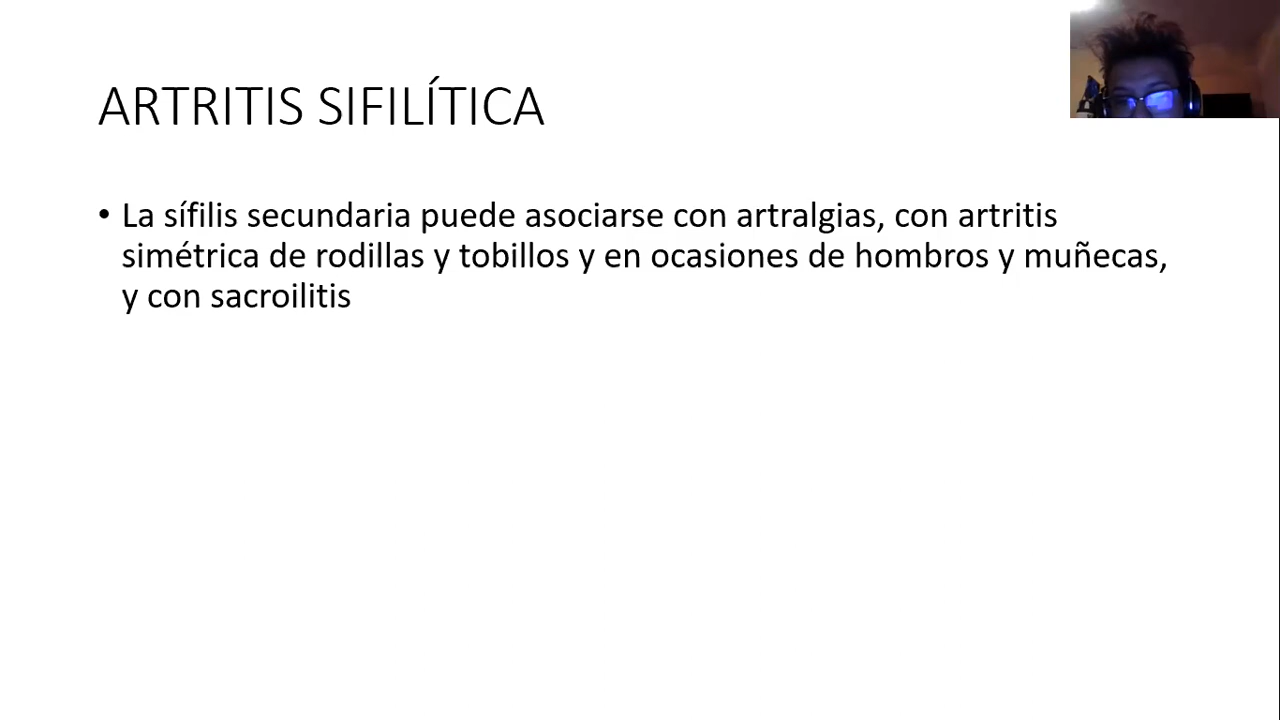 ARTRITIS SIFILÍTICA
• La sífilis secundaria puede asociarse con artralgias, con artritis
simétrica de rodillas y tobillos y en ocasiones de hombros y muñecas,
y con sacroilitis